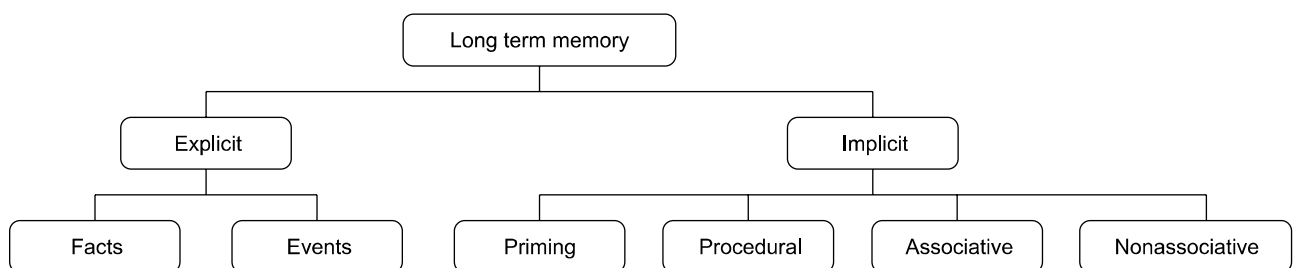 Long term memory
Explicit
Implicit
Facts
Events
Priming
Procedural
Associative
Nonassociative